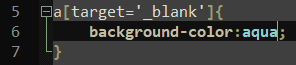 5 a[target='_blank']{
6 background-color:aqua;
7 }